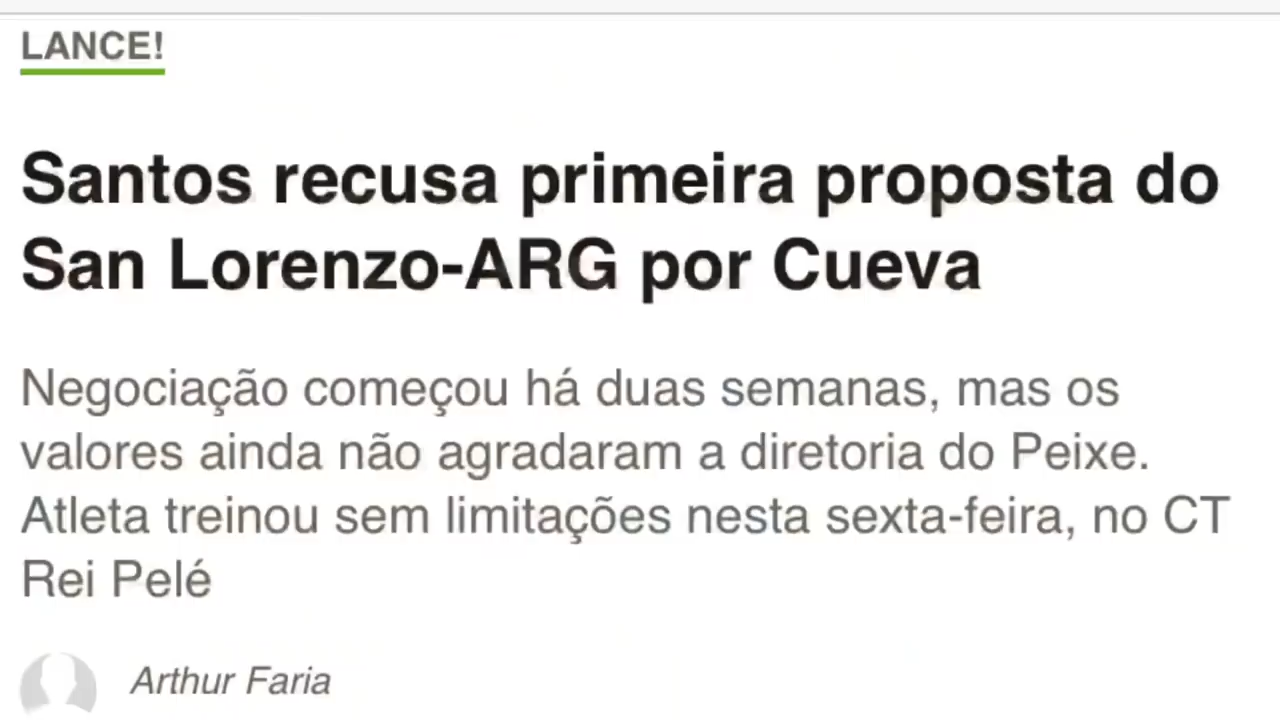 LANCE!
Santos recusa primeira proposta do
San Lorenzo-ARG por Cueva
Negociação começou há duas semanas, mas os
valores ainda não agradaram a diretoria do Peixe.
Atleta treinou sem limitações nesta sexta-feira, no CT
Rei Pelé
Arthur Faria